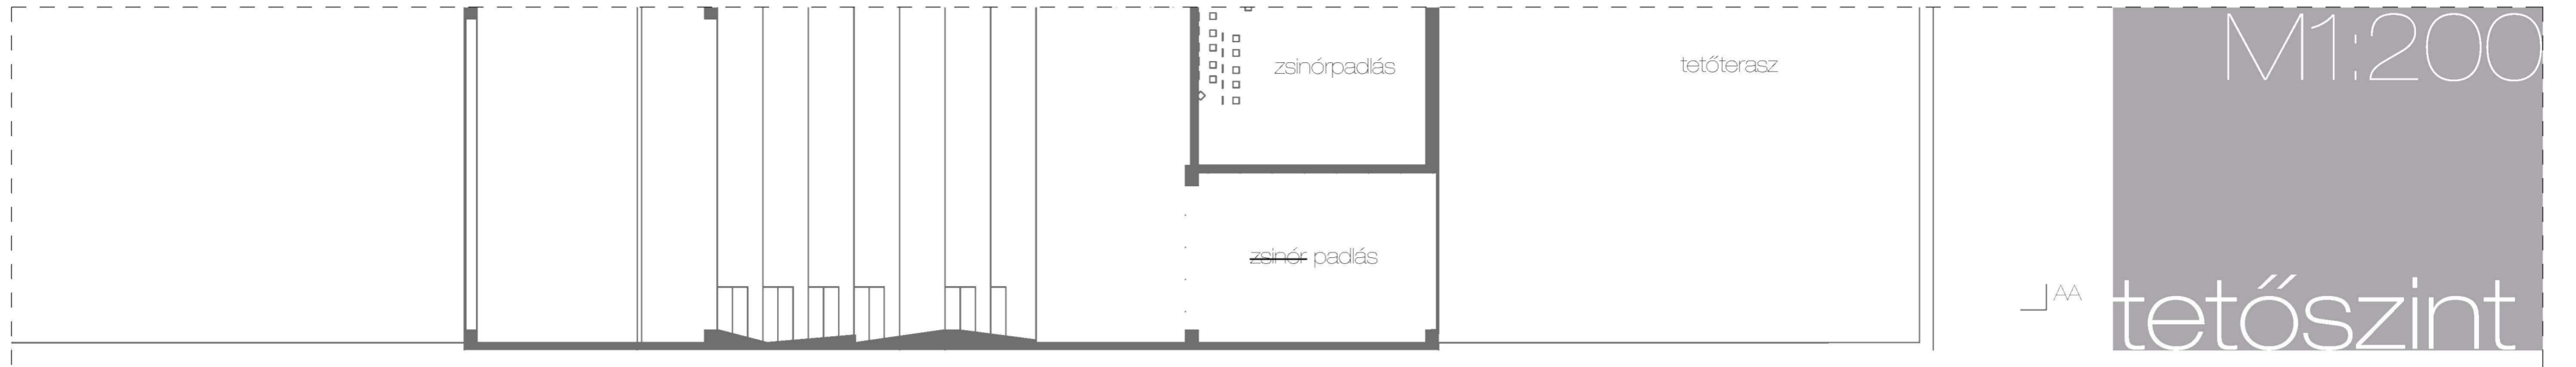 M1:200
zsinórpadlás
tetőterasz
zsinór padlás
AA
tetőszint